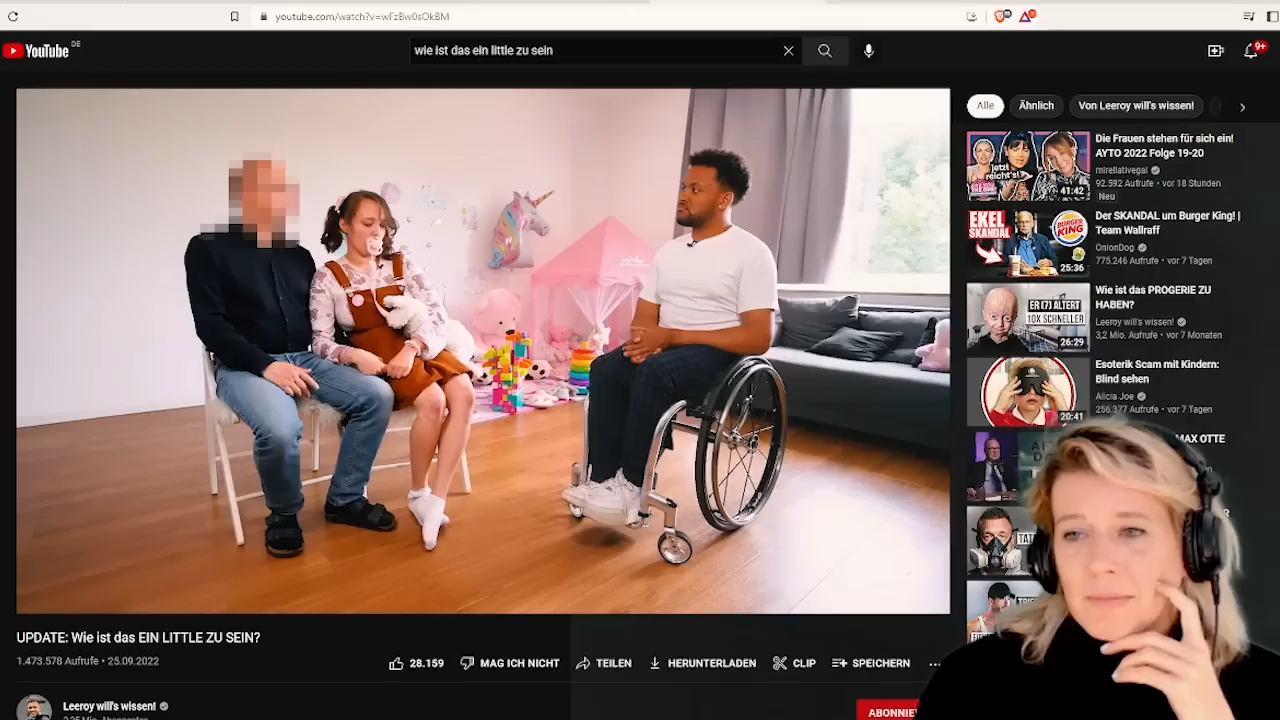 youtube.com/watch?v=wFzBw0sOkBM
YouTube DE
wie ist das ein little zu sein
9+
Alle
Ähnlich
Von Leeroy will's wissen!
Jetzt reicht's!
41:42
Die Frauen stehen für sich ein!
AYTO 2022 Folge 19-20
mirellativegal
92.592 Aufrufe • vor 18 Stunden
Neu
EKEL
SKANDAL
BURGER
KING
25:36
Der SKANDAL um Burger King! |
Team Wallraff
OnionDog
775.246 Aufrufe • vor 7 Tagen
ER (7) ALTERT
10X SCHNELLER
26:29
Wie ist das PROGERIE ZU
HABEN?
Leeroy will's wissen!
3,2 Mio. Aufrufe • vor 7 Monaten
20:41
Esoterik Scam mit Kindern:
Blind sehen
Alicia Joe
256.377 Aufrufe • vor 7 Tagen
MAX OTTE
UPDATE: Wie ist das EIN LITTLE ZU SEIN?
1.473.578 Aufrufe • 25.09.2022
28.159
MAG ICH NICHT
TEILEN
HERUNTERLADEN
CLIP
SPEICHERN
Leeroy will's wissen!
ABONNIE